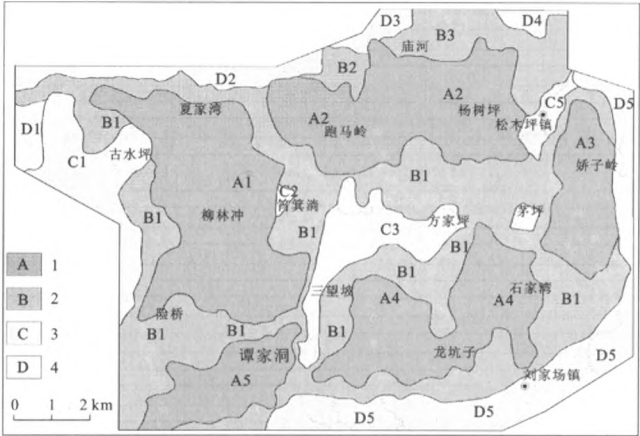 D3
B3
D4
庙河
D2
B2
A2
杨树坪
C5
D5
夏家湾
A2
跑马岭
松木坪镇
D1
B1
C1
古水坪
A3
娇子岭
A1
B1
C2
筲箕淌
B1
柳林冲
B1
C3
方家坪
B1
茅坪
A 1
B1
三望坡
A4
石家湾
A4
B1
B 2
险桥
B1
B1
B1
C 3
谭家洞
龙坑子
D5
D 4
A5
刘家场镇
0 1 2 km
D5
D5